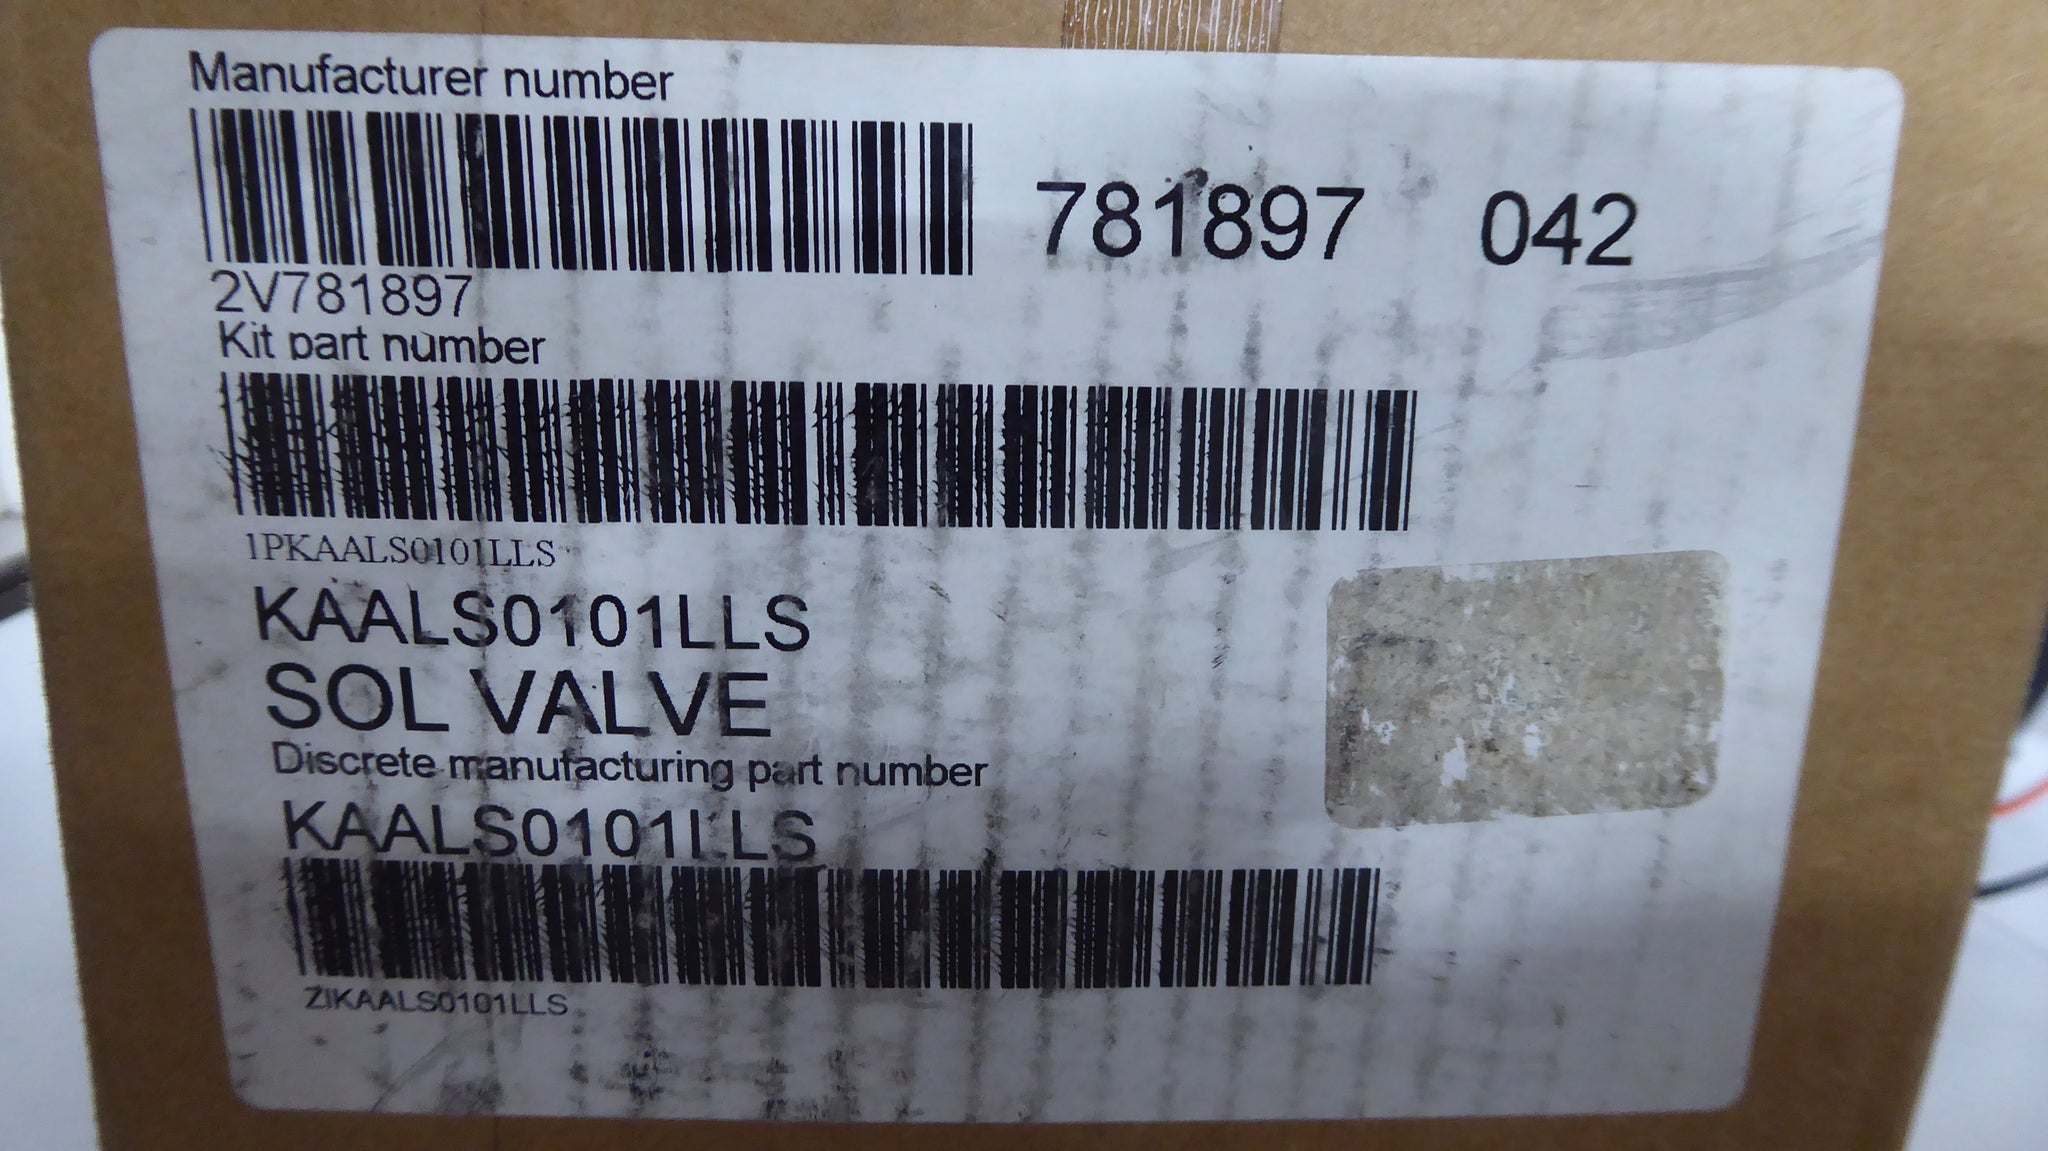 Manufacturer number
781897 042
2V781897
Kit part number
1PKAALS0101LLS
KAALS0101LLS
SOL VALVE
Discrete manufacturing part number
KAALS0101LLS
ZIKAALS0101LLS